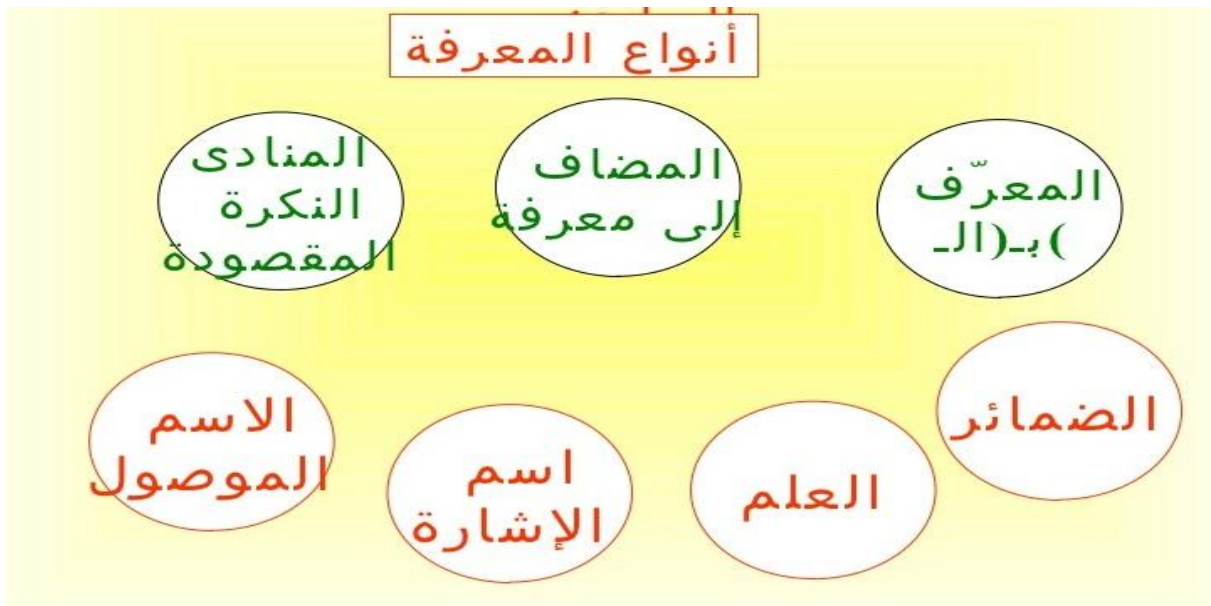 أنواع المعرفة
المعرّف
بـ(الـ)
المضاف
إلى معرفة
المنادى
النكرة
المقصودة
الضمائر
العلم
اسم
الإشارة
الاسم
الموصول